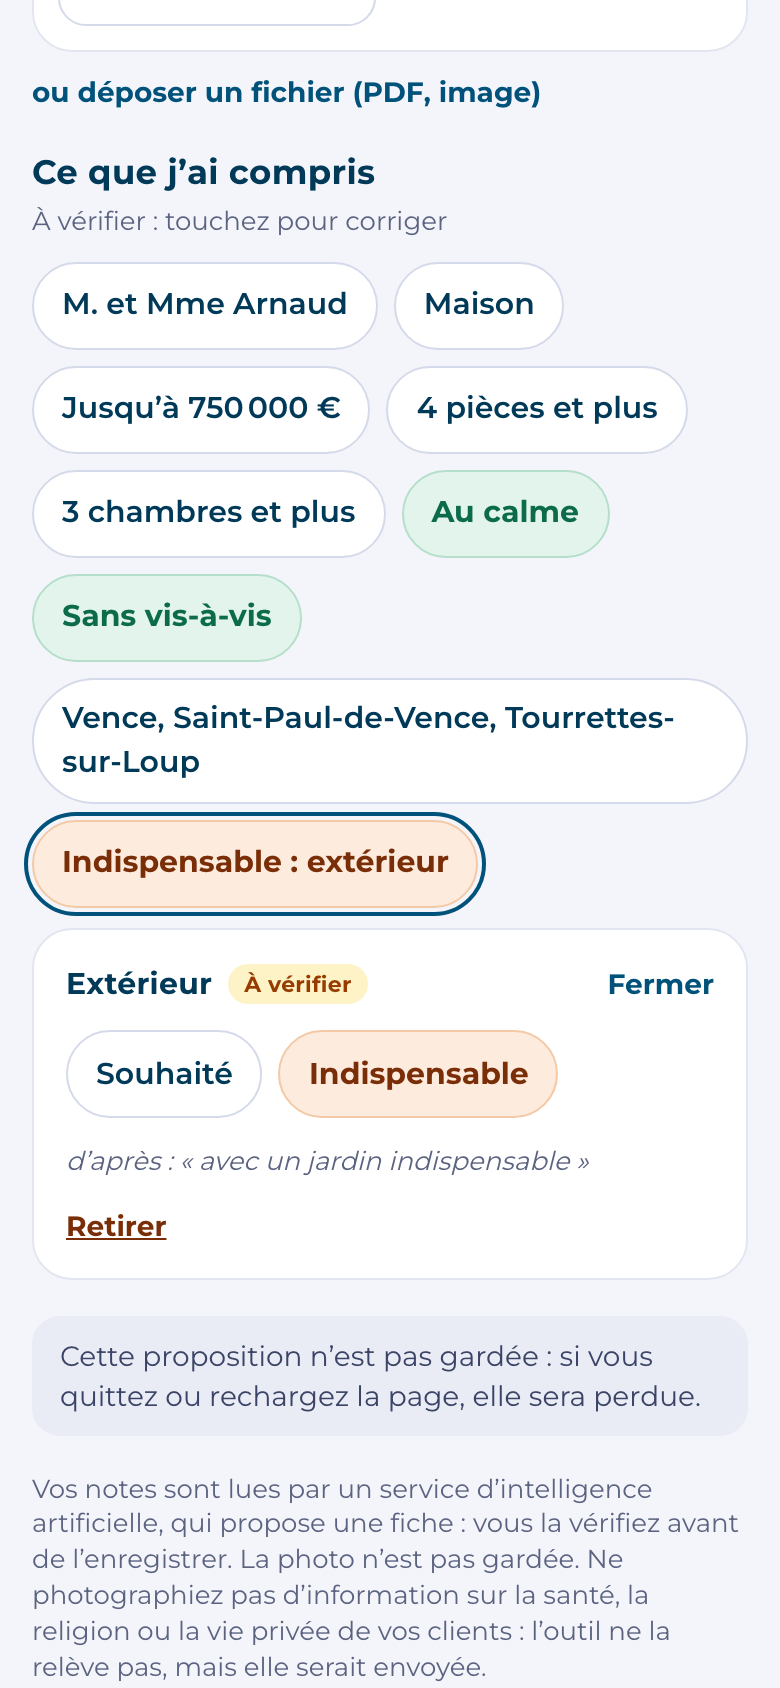 ou déposer un fichier (PDF, image)
Ce que j’ai compris
À vérifier : touchez pour corriger
M. et Mme Arnaud
Maison
Jusqu’à 750 000 €
4 pièces et plus
3 chambres et plus
Au calme
Sans vis-à-vis
Vence, Saint-Paul-de-Vence, Tourrettes-
sur-Loup
Indispensable : extérieur
Extérieur
À vérifier
Fermer
Souhaité
Indispensable
d’après : « avec un jardin indispensable »
Retirer
Cette proposition n’est pas gardée : si vous
quittez ou rechargez la page, elle sera perdue.
Vos notes sont lues par un service d’intelligence
artificielle, qui propose une fiche : vous la vérifiez avant
de l’enregistrer. La photo n’est pas gardée. Ne
photographiez pas d’information sur la santé, la
religion ou la vie privée de vos clients : l’outil ne la
relève pas, mais elle serait envoyée.